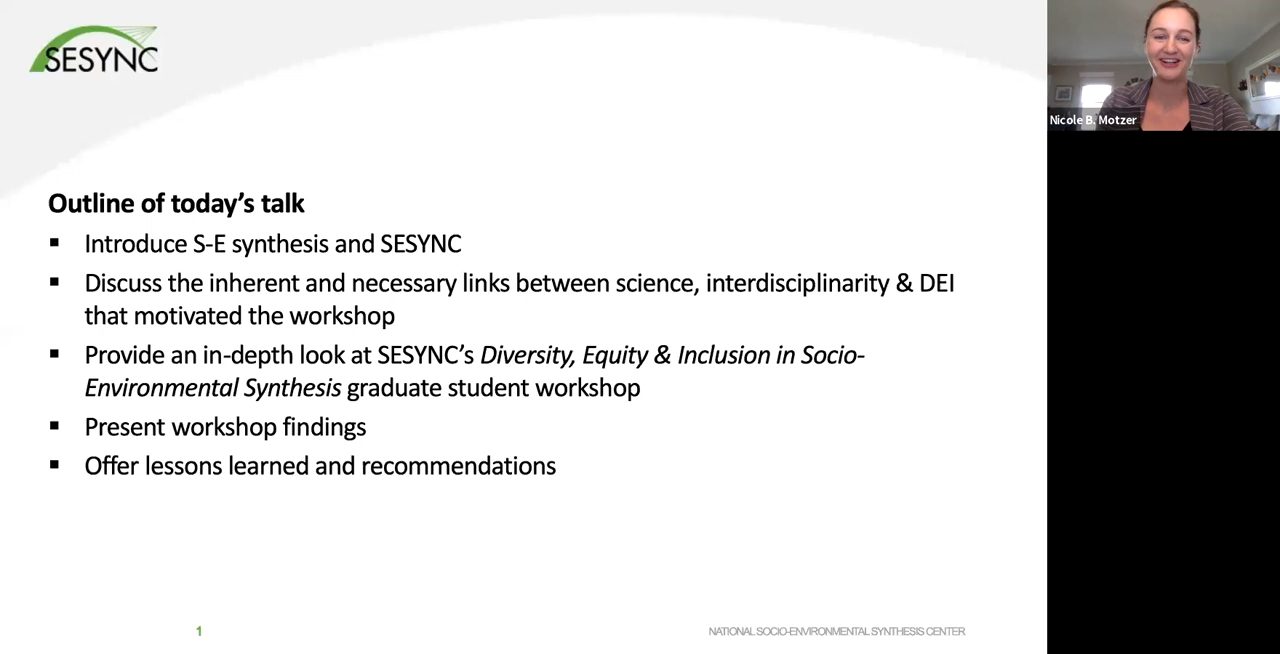 SESYNC
Nicole B. Motzer
Outline of today’s talk
▪ Introduce S-E synthesis and SESYNC
▪ Discuss the inherent and necessary links between science, interdisciplinarity & DEI
that motivated the workshop
▪ Provide an in-depth look at SESYNC’s Diversity, Equity & Inclusion in Socio-
Environmental Synthesis graduate student workshop
▪ Present workshop findings
▪ Offer lessons learned and recommendations
1
NATIONAL SOCIO-ENVIRONMENTAL SYNTHESIS CENTER